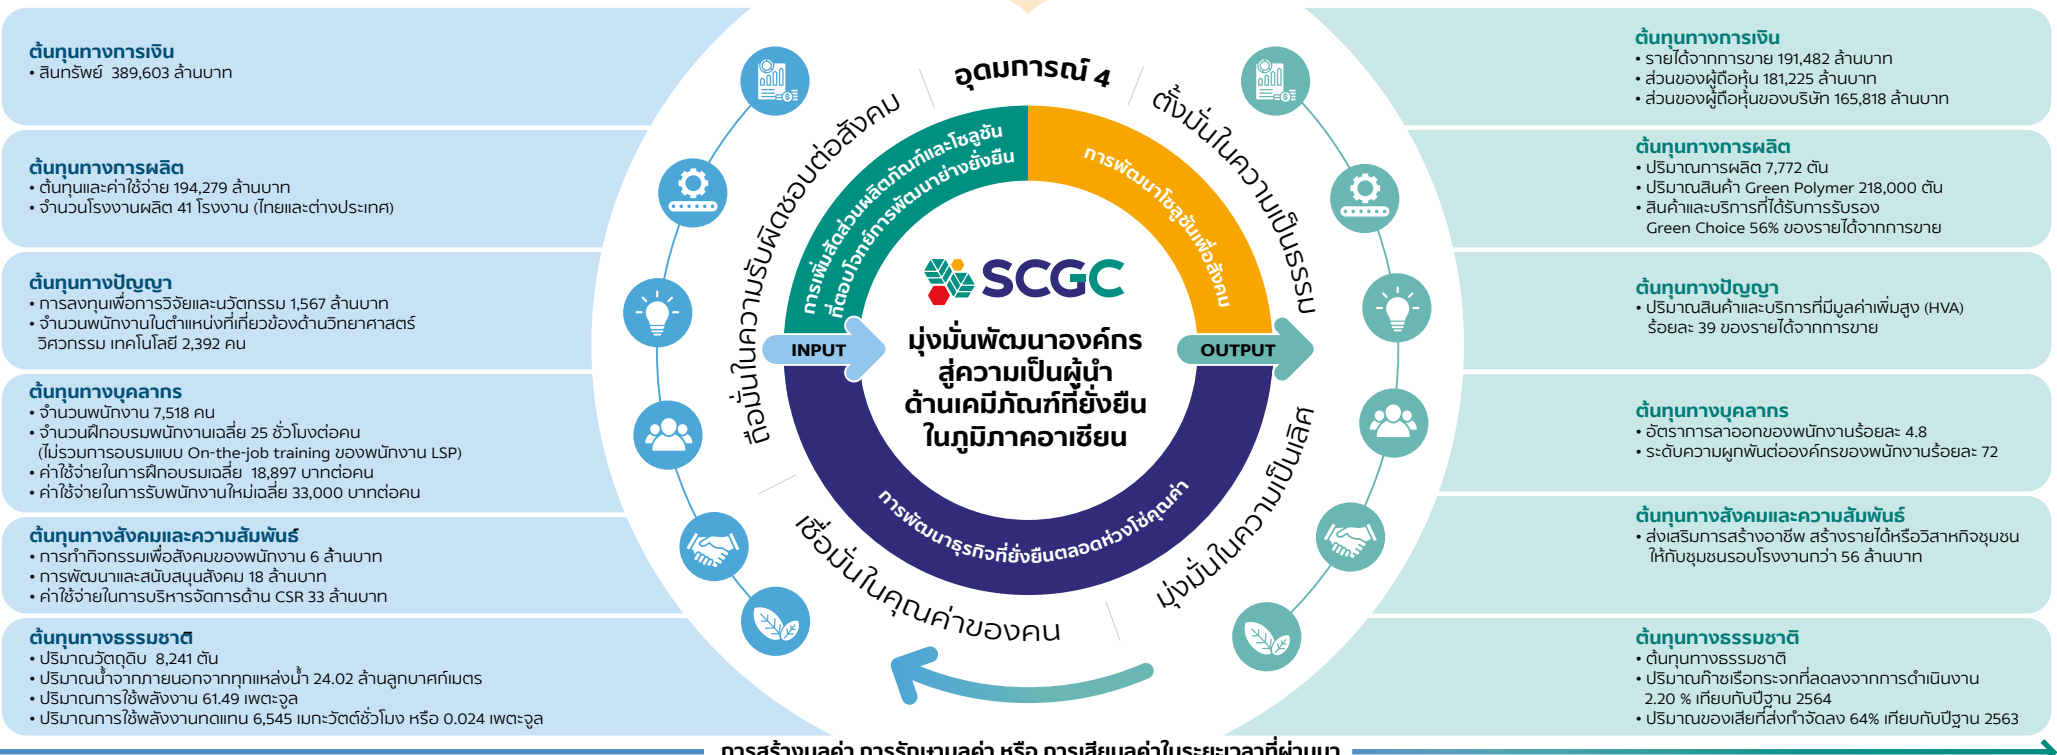 ต้นทุนทางการเงิน
• สินทรัพย์ 389,603 ล้านบาท
ต้นทุนทางการผลิต
• ต้นทุนและค่าใช้จ่าย 194,279 ล้านบาท
• จำนวนโรงงานผลิต 41 โรงงาน (ไทยและต่างประเทศ)
ต้นทุนทางปัญญา
• การลงทุนเพื่อการวิจัยและนวัตกรรม 1,567 ล้านบาท
• จำนวนพนักงานในตำแหน่งที่เกี่ยวข้องด้านวิทยาศาสตร์
วิศวกรรม เทคโนโลยี 2,392 คน
ต้นทุนทางบุคลากร
• จำนวนพนักงาน 7,518 คน
• จำนวนฝึกอบรมพนักงานเฉลี่ย 25 ชั่วโมงต่อคน
(ไม่รวมการอบรมแบบ On-the-job training ของพนักงาน LSP)
• ค่าใช้จ่ายในการฝึกอบรมเฉลี่ย 18,897 บาทต่อคน
• ค่าใช้จ่ายในการรับพนักงานใหม่เฉลี่ย 33,000 บาทต่อคน
ต้นทุนทางสังคมและความสัมพันธ์
• การทำกิจกรรมเพื่อสังคมของพนักงาน 6 ล้านบาท
• การพัฒนาและสนับสนุนสังคม 18 ล้านบาท
• ค่าใช้จ่ายในการบริหารจัดการด้าน CSR 33 ล้านบาท
ต้นทุนทางธรรมชาติ
• ปริมาณวัตถุดิบ 8,241 ตัน
• ปริมาณน้ำจากภายนอกจากทุกแหล่งน้ำ 24.02 ล้านลูกบาศก์เมตร
• ปริมาณการใช้พลังงาน 61.49 เพตะจูล
• ปริมาณการใช้พลังงานทดแทน 6,545 เมกะวัตต์ชั่วโมง หรือ 0.024 เพตะจูล
อุดมการณ์ 4
ตั้งมั่นในความเป็นธรรม
มุ่งมั่นในความเป็นเลิศ
เชื่อมั่นในคุณค่าของคน
ถือมั่นในความรับผิดชอบต่อสังคม
การเพิ่มสัดส่วนผลิตภัณฑ์และโซลูชัน
ที่ตอบโจทย์การพัฒนาอย่างยั่งยืน
การพัฒนาโซลูชันเพื่อสังคม
การพัฒนาธุรกิจที่ยั่งยืนตลอดห่วงโซ่คุณค่า
SCGC
มุ่งมั่นพัฒนาองค์กร
สู่ความเป็นผู้นำ
ด้านเคมีภัณฑ์ที่ยั่งยืน
ในภูมิภาคอาเซียน
INPUT
OUTPUT
ต้นทุนทางการเงิน
• รายได้จากการขาย 191,482 ล้านบาท
• ส่วนของผู้ถือหุ้น 181,225 ล้านบาท
• ส่วนของผู้ถือหุ้นของบริษัท 165,818 ล้านบาท
ต้นทุนทางการผลิต
• ปริมาณการผลิต 7,772 ตัน
• ปริมาณสินค้า Green Polymer 218,000 ตัน
• สินค้าและบริการที่ได้รับการรับรอง
Green Choice 56% ของรายได้จากการขาย
ต้นทุนทางปัญญา
• ปริมาณสินค้าและบริการที่มีมูลค่าเพิ่มสูง (HVA)
ร้อยละ 39 ของรายได้จากการขาย
ต้นทุนทางบุคลากร
• อัตราการลาออกของพนักงานร้อยละ 4.8
• ระดับความผูกพันต่อองค์กรของพนักงานร้อยละ 72
ต้นทุนทางสังคมและความสัมพันธ์
• ส่งเสริมการสร้างอาชีพ สร้างรายได้หรือวิสาหกิจชุมชน
ให้กับชุมชนรอบโรงงานกว่า 56 ล้านบาท
ต้นทุนทางธรรมชาติ
• ต้นทุนทางธรรมชาติ
• ปริมาณก๊าซเรือกระจกที่ลดลงจากการดำเนินงาน
2.20 % เทียบกับปีฐาน 2564
• ปริมาณของเสียที่ส่งกำจัดลง 64% เทียบกับปีฐาน 2563
การสร้างมูลค่า การรักษามูลค่า หรือ การเสียมูลค่าในระยะเวลาที่ผ่านมา